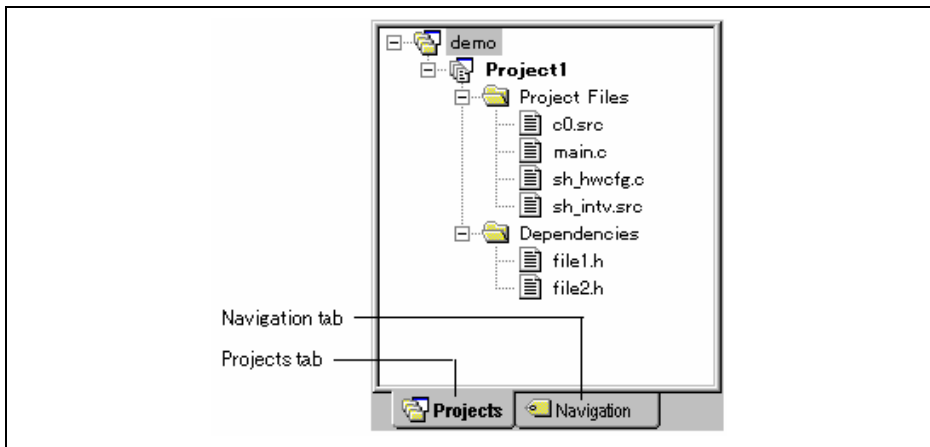 demo
Project1
Project Files
c0.src
main.c
sh_hwcfg.c
sh_intv.src
Dependencies
file1.h
file2.h
Navigation tab
Projects tab
Projects
Navigation